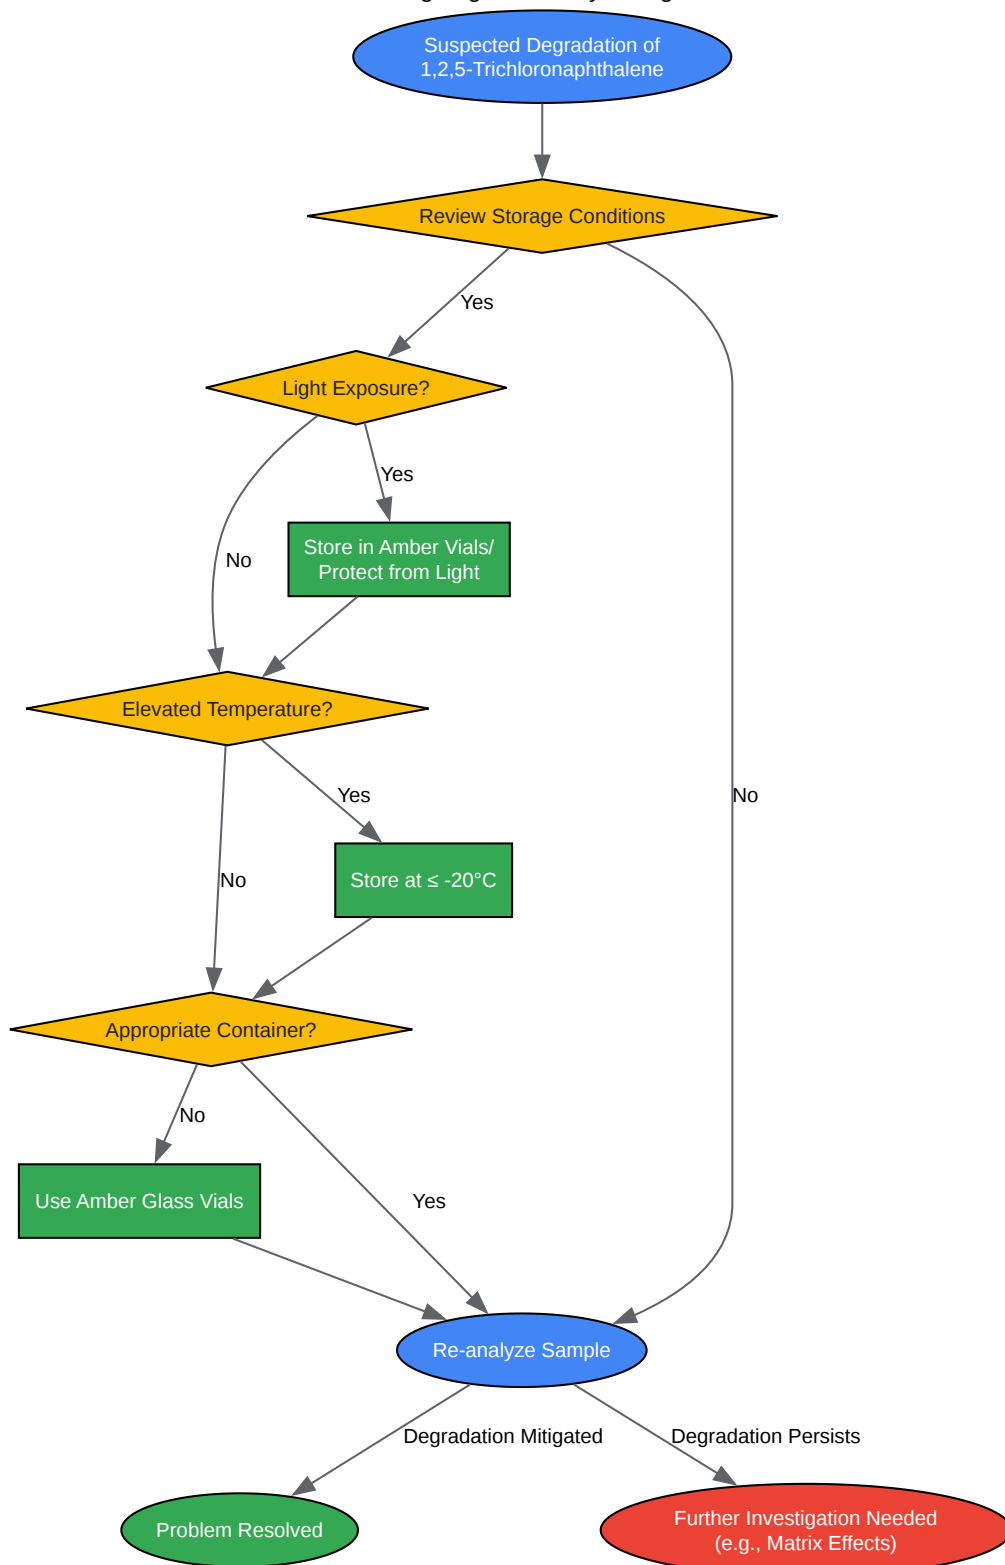 Suspected Degradation of
1,2,5-Trichloronaphthalene
Review Storage Conditions
Yes
Light Exposure?
Yes
Store in Amber Vials/
Protect from Light
No
Elevated Temperature?
Yes
No
Store at ≤ -20°C
No
Appropriate Container?
No
Use Amber Glass Vials
Yes
Re-analyze Sample
Degradation Mitigated
Degradation Persists
Problem Resolved
Further Investigation Needed
(e.g., Matrix Effects)